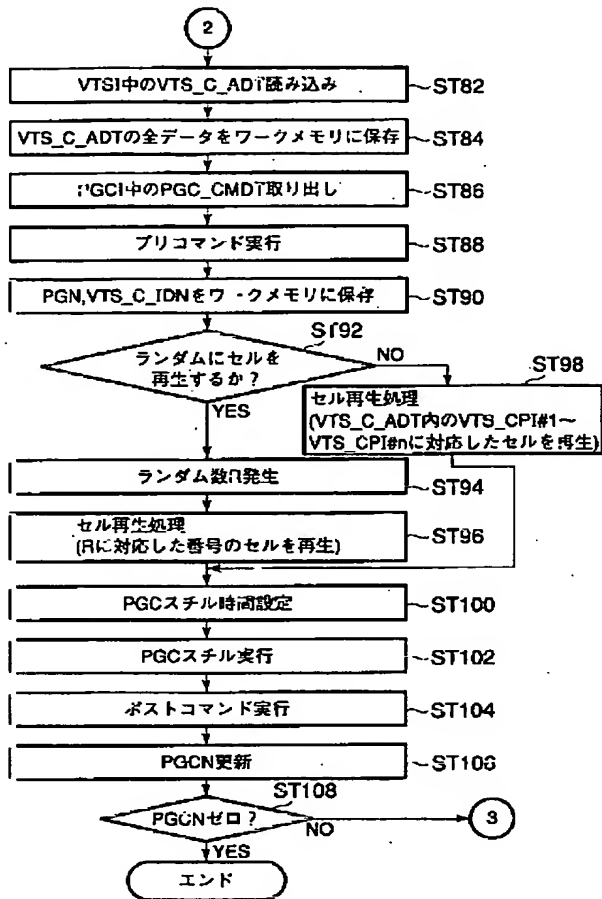 2
VTSI中のVTS_C_ADT読み込み
ST82
VTS_C_ADTの全データをワークメモリに保存
ST84
PGCI中のPGC_CMDT取り出し
ST86
プリコマンド実行
ST88
PGN,VTS_C_IDNをワークメモリに保存
ST90
ST92
ランダムにセルを
再生するか？
NO
YES
ST98
セル再生処理
(VTS_C_ADT内のVTS_CPI#1〜
VTS_CPI#nに対応したセルを再生)
ランダム数R発生
ST94
セル再生処理
(Rに対応した番号のセルを再生)
ST96
PGCスチル時間設定
ST100
PGCスチル実行
ST102
ポストコマンド実行
ST104
PGCN更新
ST106
ST108
PGCNゼロ？
NO
3
YES
エンド